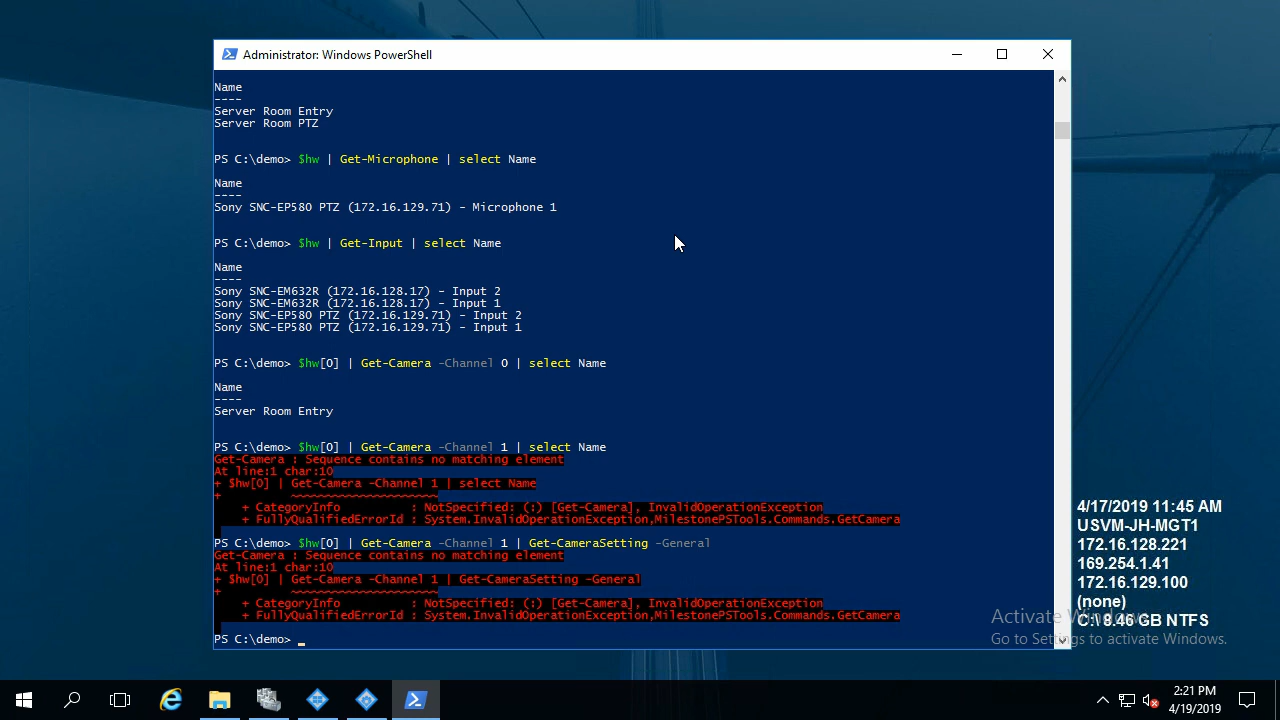 Administrator: Windows PowerShell
Name
----
Server Room Entry
Server Room PTZ
PS C:\demo> $hw | Get-Microphone | select Name
Name
----
Sony SNC-EP580 PTZ (172.16.129.71) - Microphone 1
PS C:\demo> $hw | Get-Input | select Name
Name
----
Sony SNC-EM632R (172.16.128.17) - Input 2
Sony SNC-EM632R (172.16.128.17) - Input 1
Sony SNC-EP580 PTZ (172.16.129.71) - Input 2
Sony SNC-EP580 PTZ (172.16.129.71) - Input 1
PS C:\demo> $hw[0] | Get-Camera -Channel 0 | select Name
Name
----
Server Room Entry
PS C:\demo> $hw[0] | Get-Camera -Channel 1 | select Name
Get-Camera : Sequence contains no matching element
At line:1 char:10
+ $hw[0] | Get-Camera -Channel 1 | select Name
+          ~~~~~~~~~~~~~~~~~~~~~
    + CategoryInfo          : NotSpecified: (:) [Get-Camera], InvalidOperationException
    + FullyQualifiedErrorId : System.InvalidOperationException,MilestonePSTools.Commands.GetCamera
PS C:\demo> $hw[0] | Get-Camera -Channel 1 | Get-CameraSetting -General
Get-Camera : Sequence contains no matching element
At line:1 char:10
+ $hw[0] | Get-Camera -Channel 1 | Get-CameraSetting -General
+          ~~~~~~~~~~~~~~~~~~~~~
    + CategoryInfo          : NotSpecified: (:) [Get-Camera], InvalidOperationException
    + FullyQualifiedErrorId : System.InvalidOperationException,MilestonePSTools.Commands.GetCamera
PS C:\demo> _
4/17/2019 11:45 AM
USVM-JH-MGT1
172.16.128.221
169.254.1.41
172.16.129.100
(none)
C:\ 8.46 GB NTFS
Activate Windows
Go to Settings to activate Windows.
2:21 PM
4/19/2019